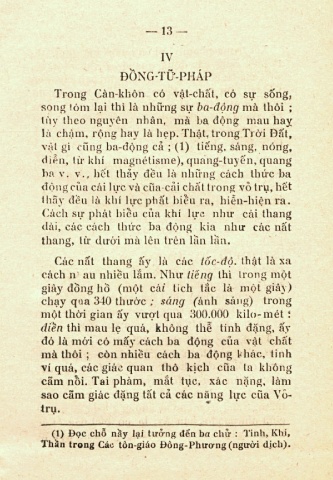 — 13 —
IV
ĐỒNG-TỬ-PHÁP
Trong Càn-khôn có vật-chất, có sự sống,
song tóm lại thì là những sự ba-động mà thôi ;
tùy theo nguyên nhân, mà ba động mau hay
là chậm, rộng hay là hẹp. Thật, trong Trời Đất,
vật gì cũng ba-động cả ; (1) tiếng, sáng, nóng,
điển, từ khí magnétisme), quang-tuyến, quang
ba v. v., hết thảy đều là những cách thức ba
động của cái lực và của cái chất trong võ trụ, hết
thảy đều là khí lực phát biểu ra, hiển-hiện ra.
Cách sự phát biểu của khí lực như cái thang
dài, các cách thức ba động kia như các nất
thang, từ dưới mà lên trên lần lần.
Các nất thang ấy là các tốc-độ. thật là xa
cách nhau nhiều lắm. Như tiếng thì trong một
giây đồng hồ (một cái tích tắc là một giây)
chạy qua 340 thước ; sáng (ánh sáng) trong
một thời gian ấy vượt qua 300.000 kilo-mét :
điển thì mau lẹ quá, không thể tính đặng, ấy
đó là mới có mấy cách ba động của vật chất
mà thôi ; còn nhiều cách ba động khác, tinh
vi quá, các giác quan thô kịch của ta không
cảm nồi. Tai phàm, mắt tục, xác nặng, làm
sao cảm giác đặng tất cả các năng lực của Võ-
trụ.
(1) Đọc chỗ nầy lại tưởng đến ba chữ : Tinh, Khí,
Thần trong Các tôn-giáo Đông-Phương (người dịch).